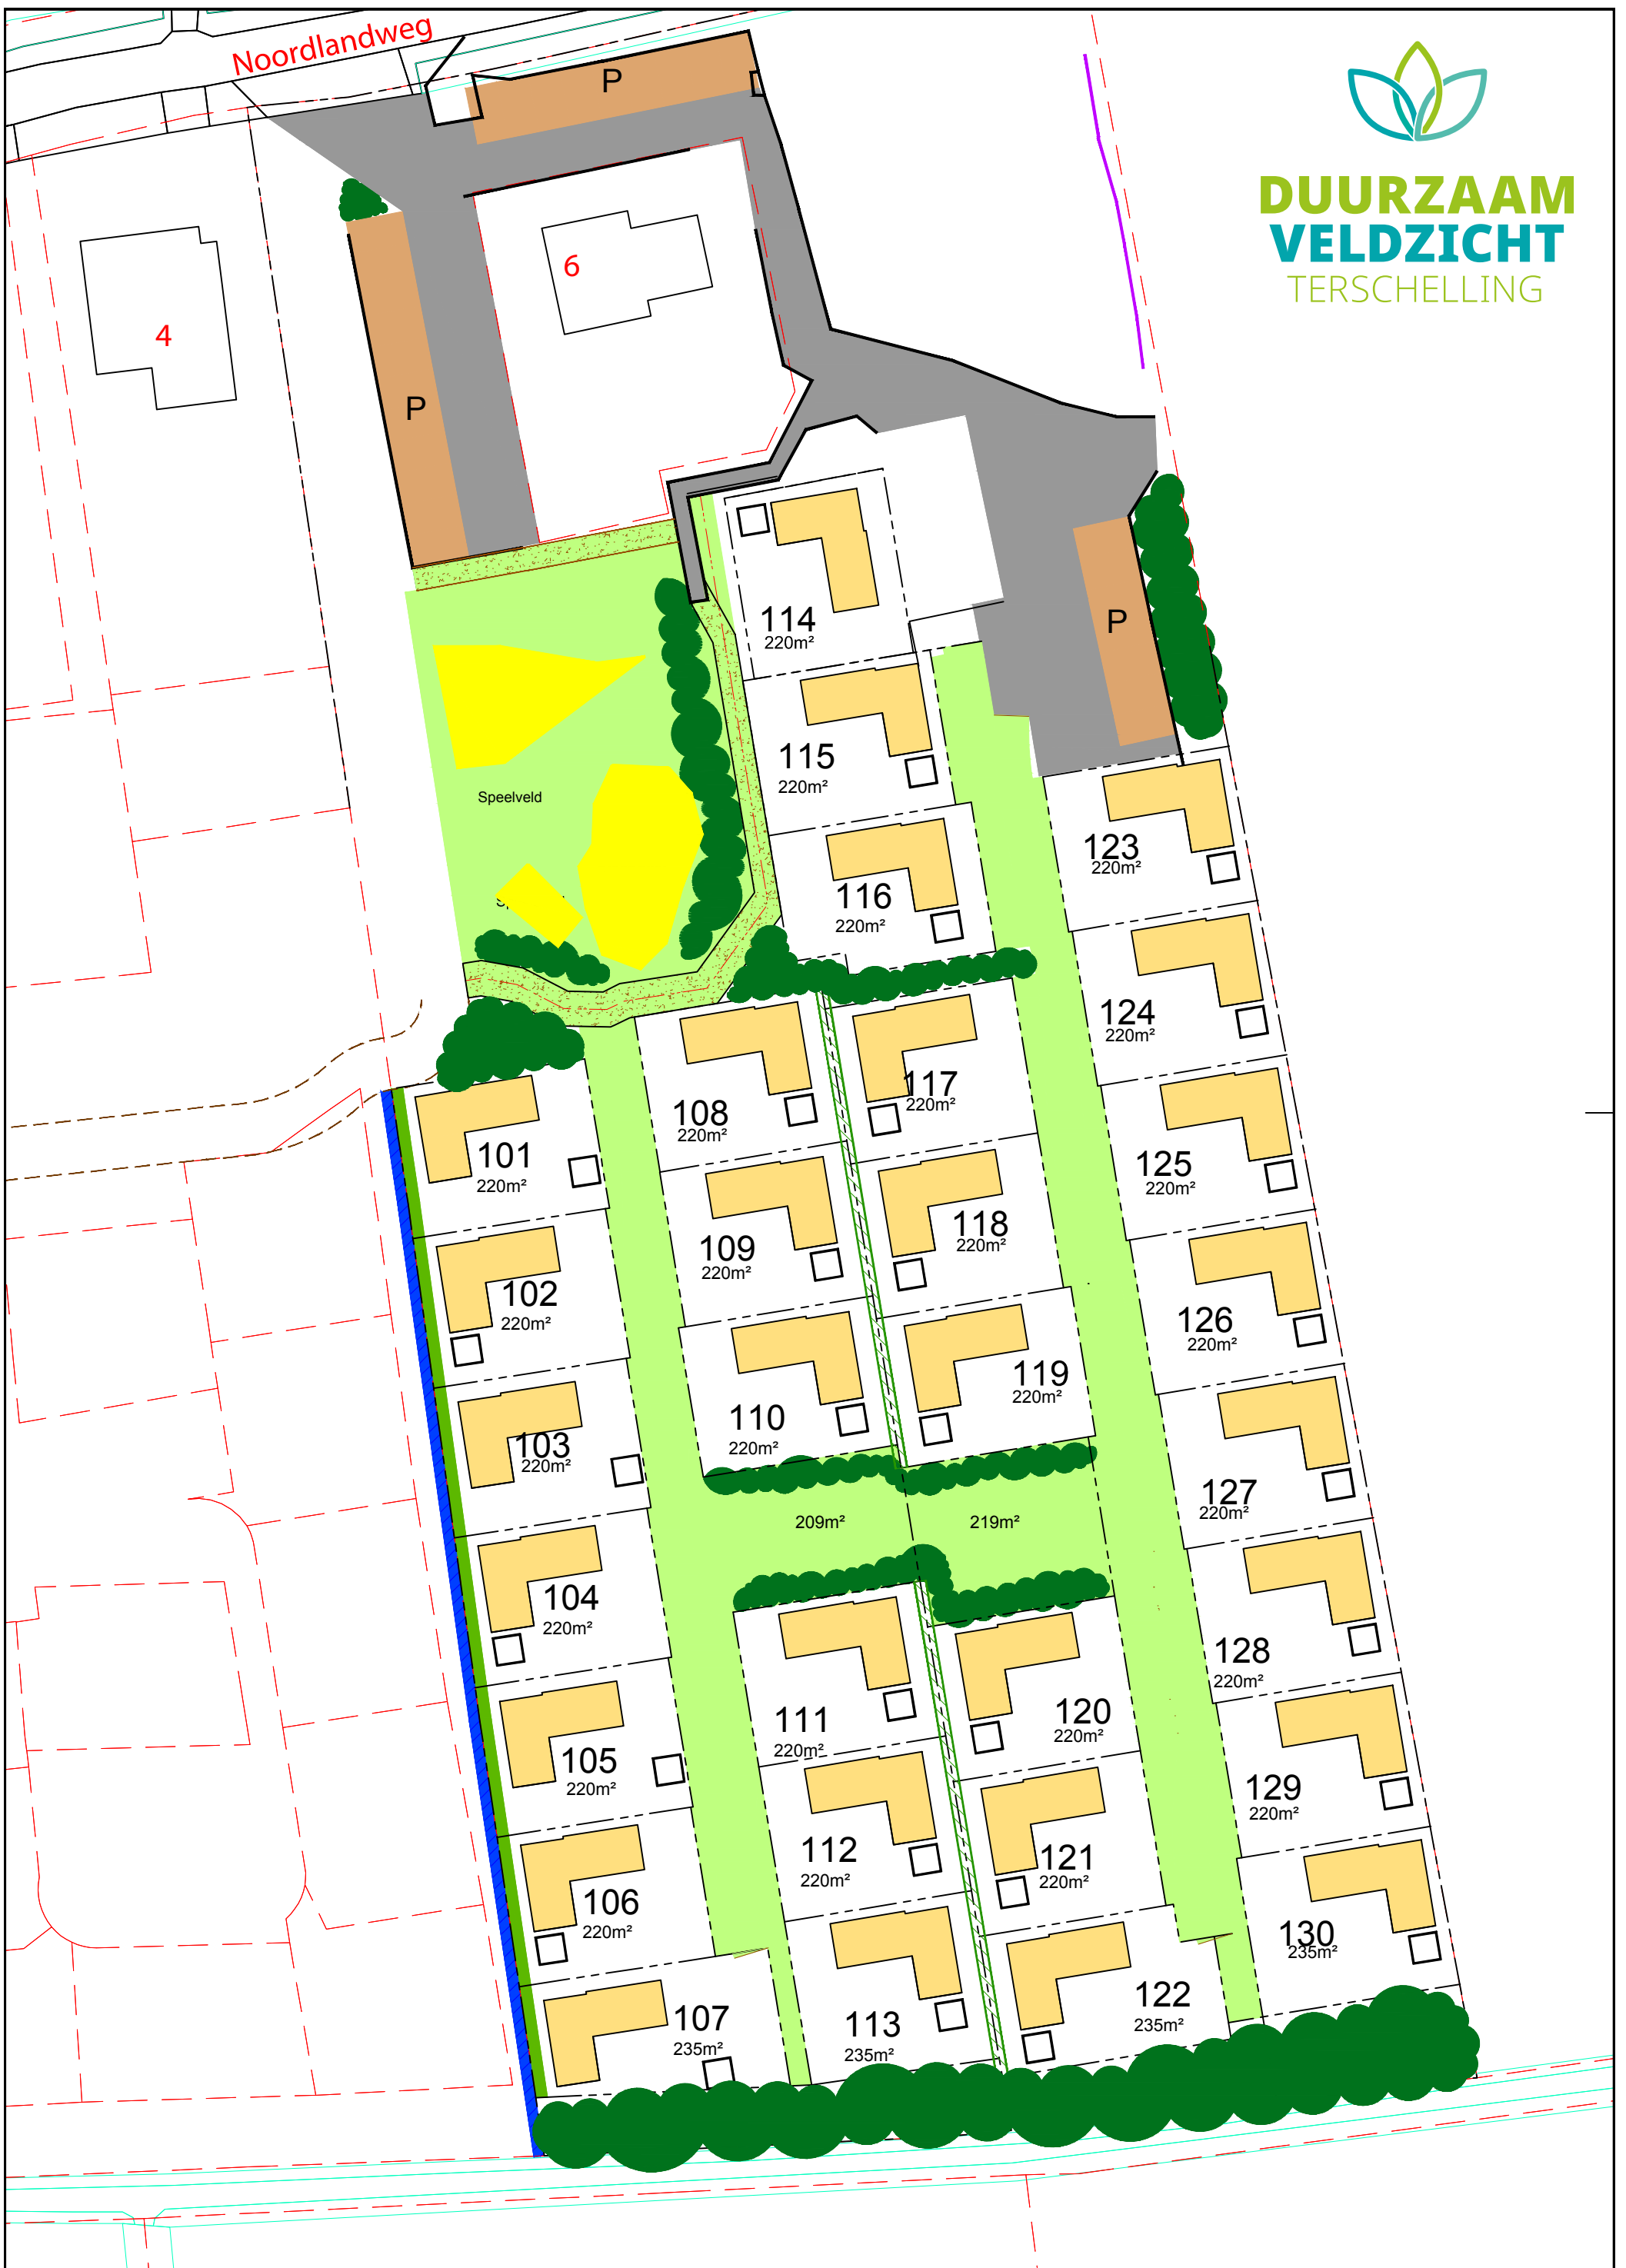 Noordlandweg
P
DUURZAAM
VELDZICHT
TERSCHELLING
6
4
P
P
114
220m²
115
220m²
Speelveld
116
220m²
123
220m²
124
220m²
108
220m²
117
220m²
101
220m²
125
220m²
109
220m²
118
220m²
102
220m²
126
220m²
110
220m²
119
220m²
103
220m²
127
220m²
209m²
219m²
104
220m²
128
220m²
111
220m²
120
220m²
105
220m²
129
220m²
112
220m²
121
220m²
106
220m²
130
235m²
107
235m²
113
235m²
122
235m²